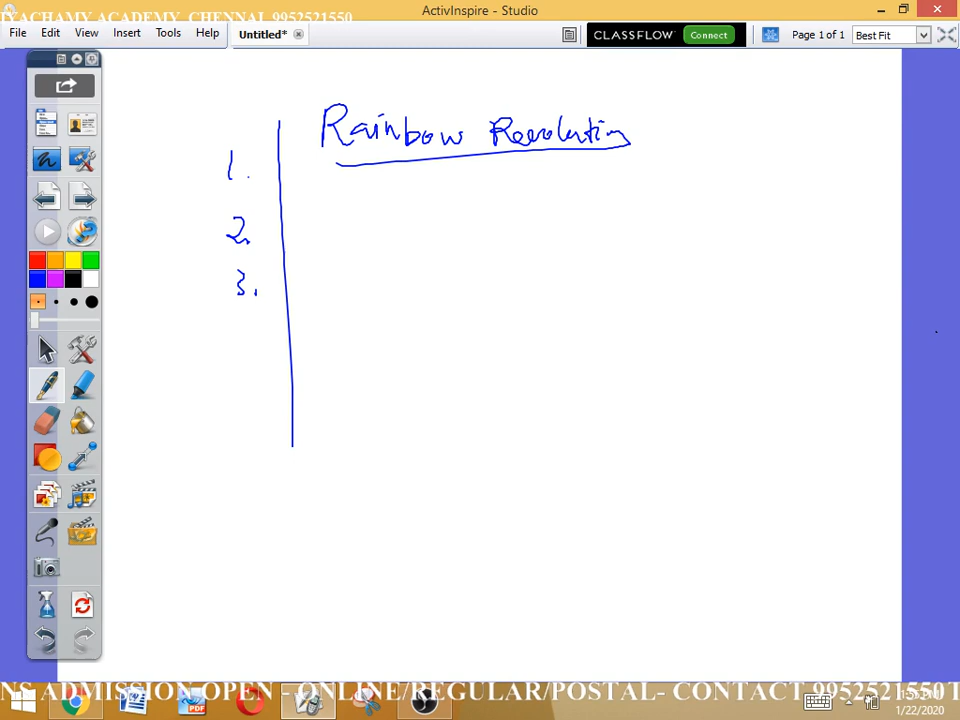 IYACHAMY ACADEMY, CHENNAI 9952521550
ActivInspire - Studio
File Edit View Insert Tools Help Untitled* CLASSFLOW Connect Page 1 of 1 Best Fit
Rainbow Revolution
1.
2.
3.
NS ADMISSION OPEN - ONLINE/REGULAR/POSTAL- CONTACT 9952521550
1/22/2020